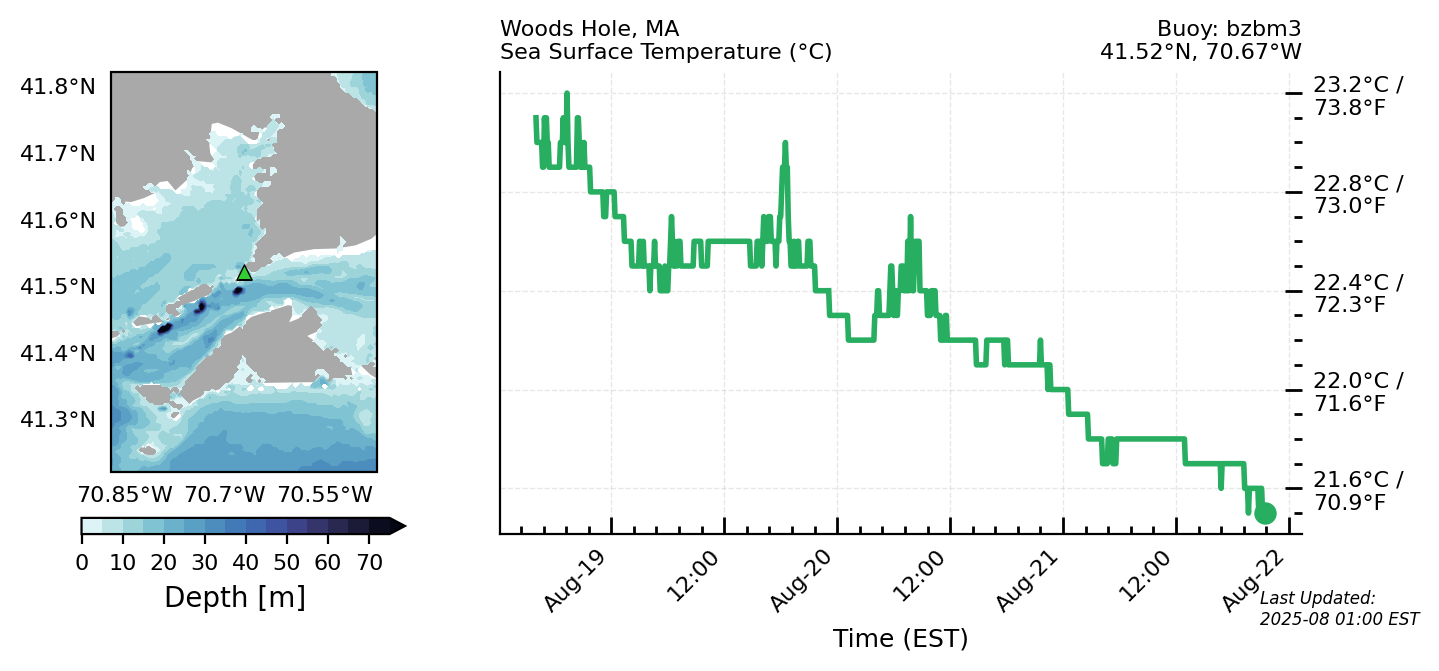 Woods Hole, MA
Sea Surface Temperature (°C)
Buoy: bzbm3
41.52°N, 70.67°W
41.8°N
41.7°N
41.6°N
41.5°N
41.4°N
41.3°N
70.85°W 70.7°W 70.55°W
0 10 20 30 40 50 60 70
Depth [m]
23.2°C /
73.8°F
22.8°C /
73.0°F
22.4°C /
72.3°F
22.0°C /
71.6°F
21.6°C /
70.9°F
Aug-19
12:00
Aug-20
12:00
Aug-21
12:00
Aug-22
Time (EST)
Last Updated:
2025-08 01:00 EST